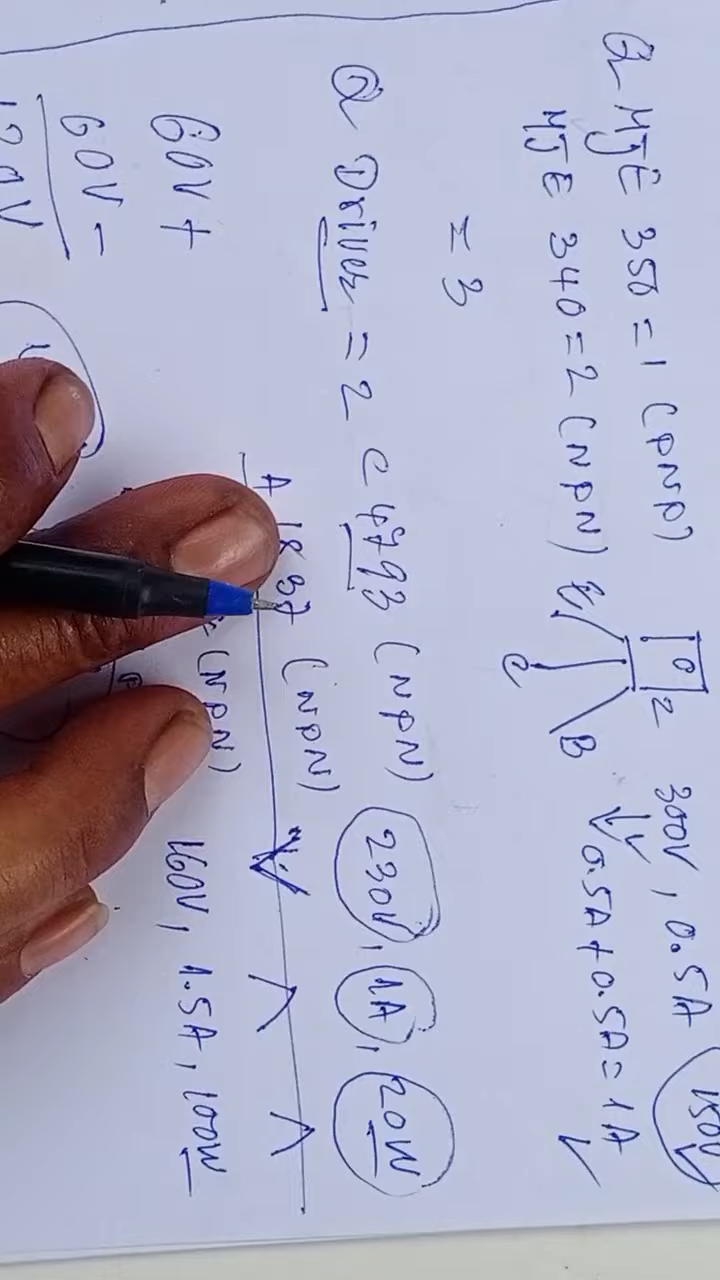 Q MJE 350 = 1 (PNP)
300V, 0.5A
150V
MJE 340 = 2 (NPN)
E
C
B
0.5A + 0.5A = 1A
= 3
Q Driver = 2 C 4793 (NPN) 230V, 1A, 20W
A 1837 (NPN)
(NPN)
160V, 1.5A, 100W
60V +
60V -